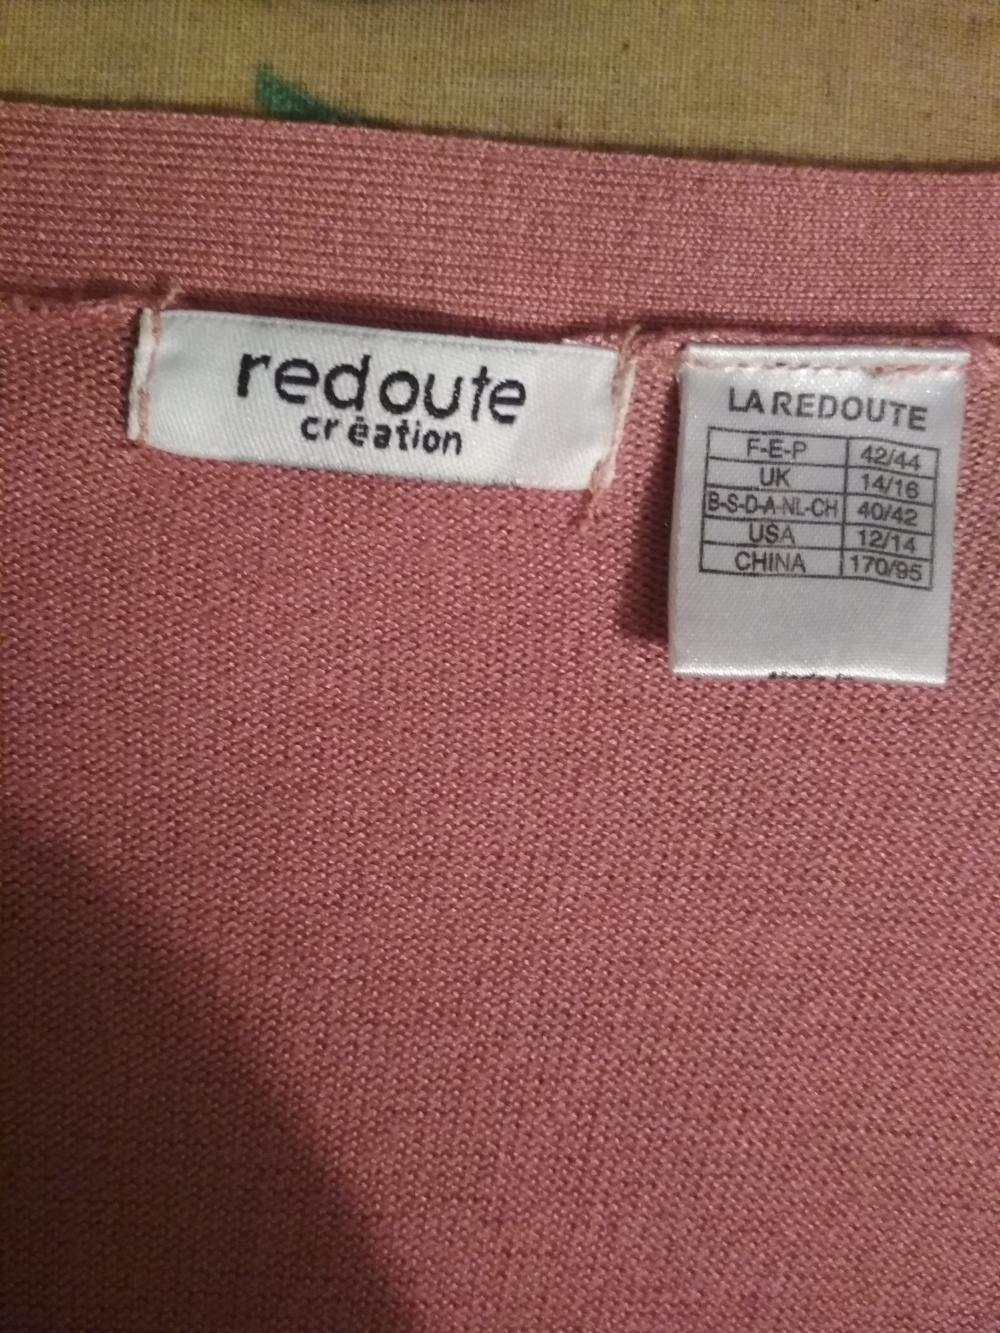 redoute
création
LA REDOUTE
F-E-P 42/44
UK 14/16
B-S-D-A-NL-CH 40/42
USA 12/14
CHINA 170/95